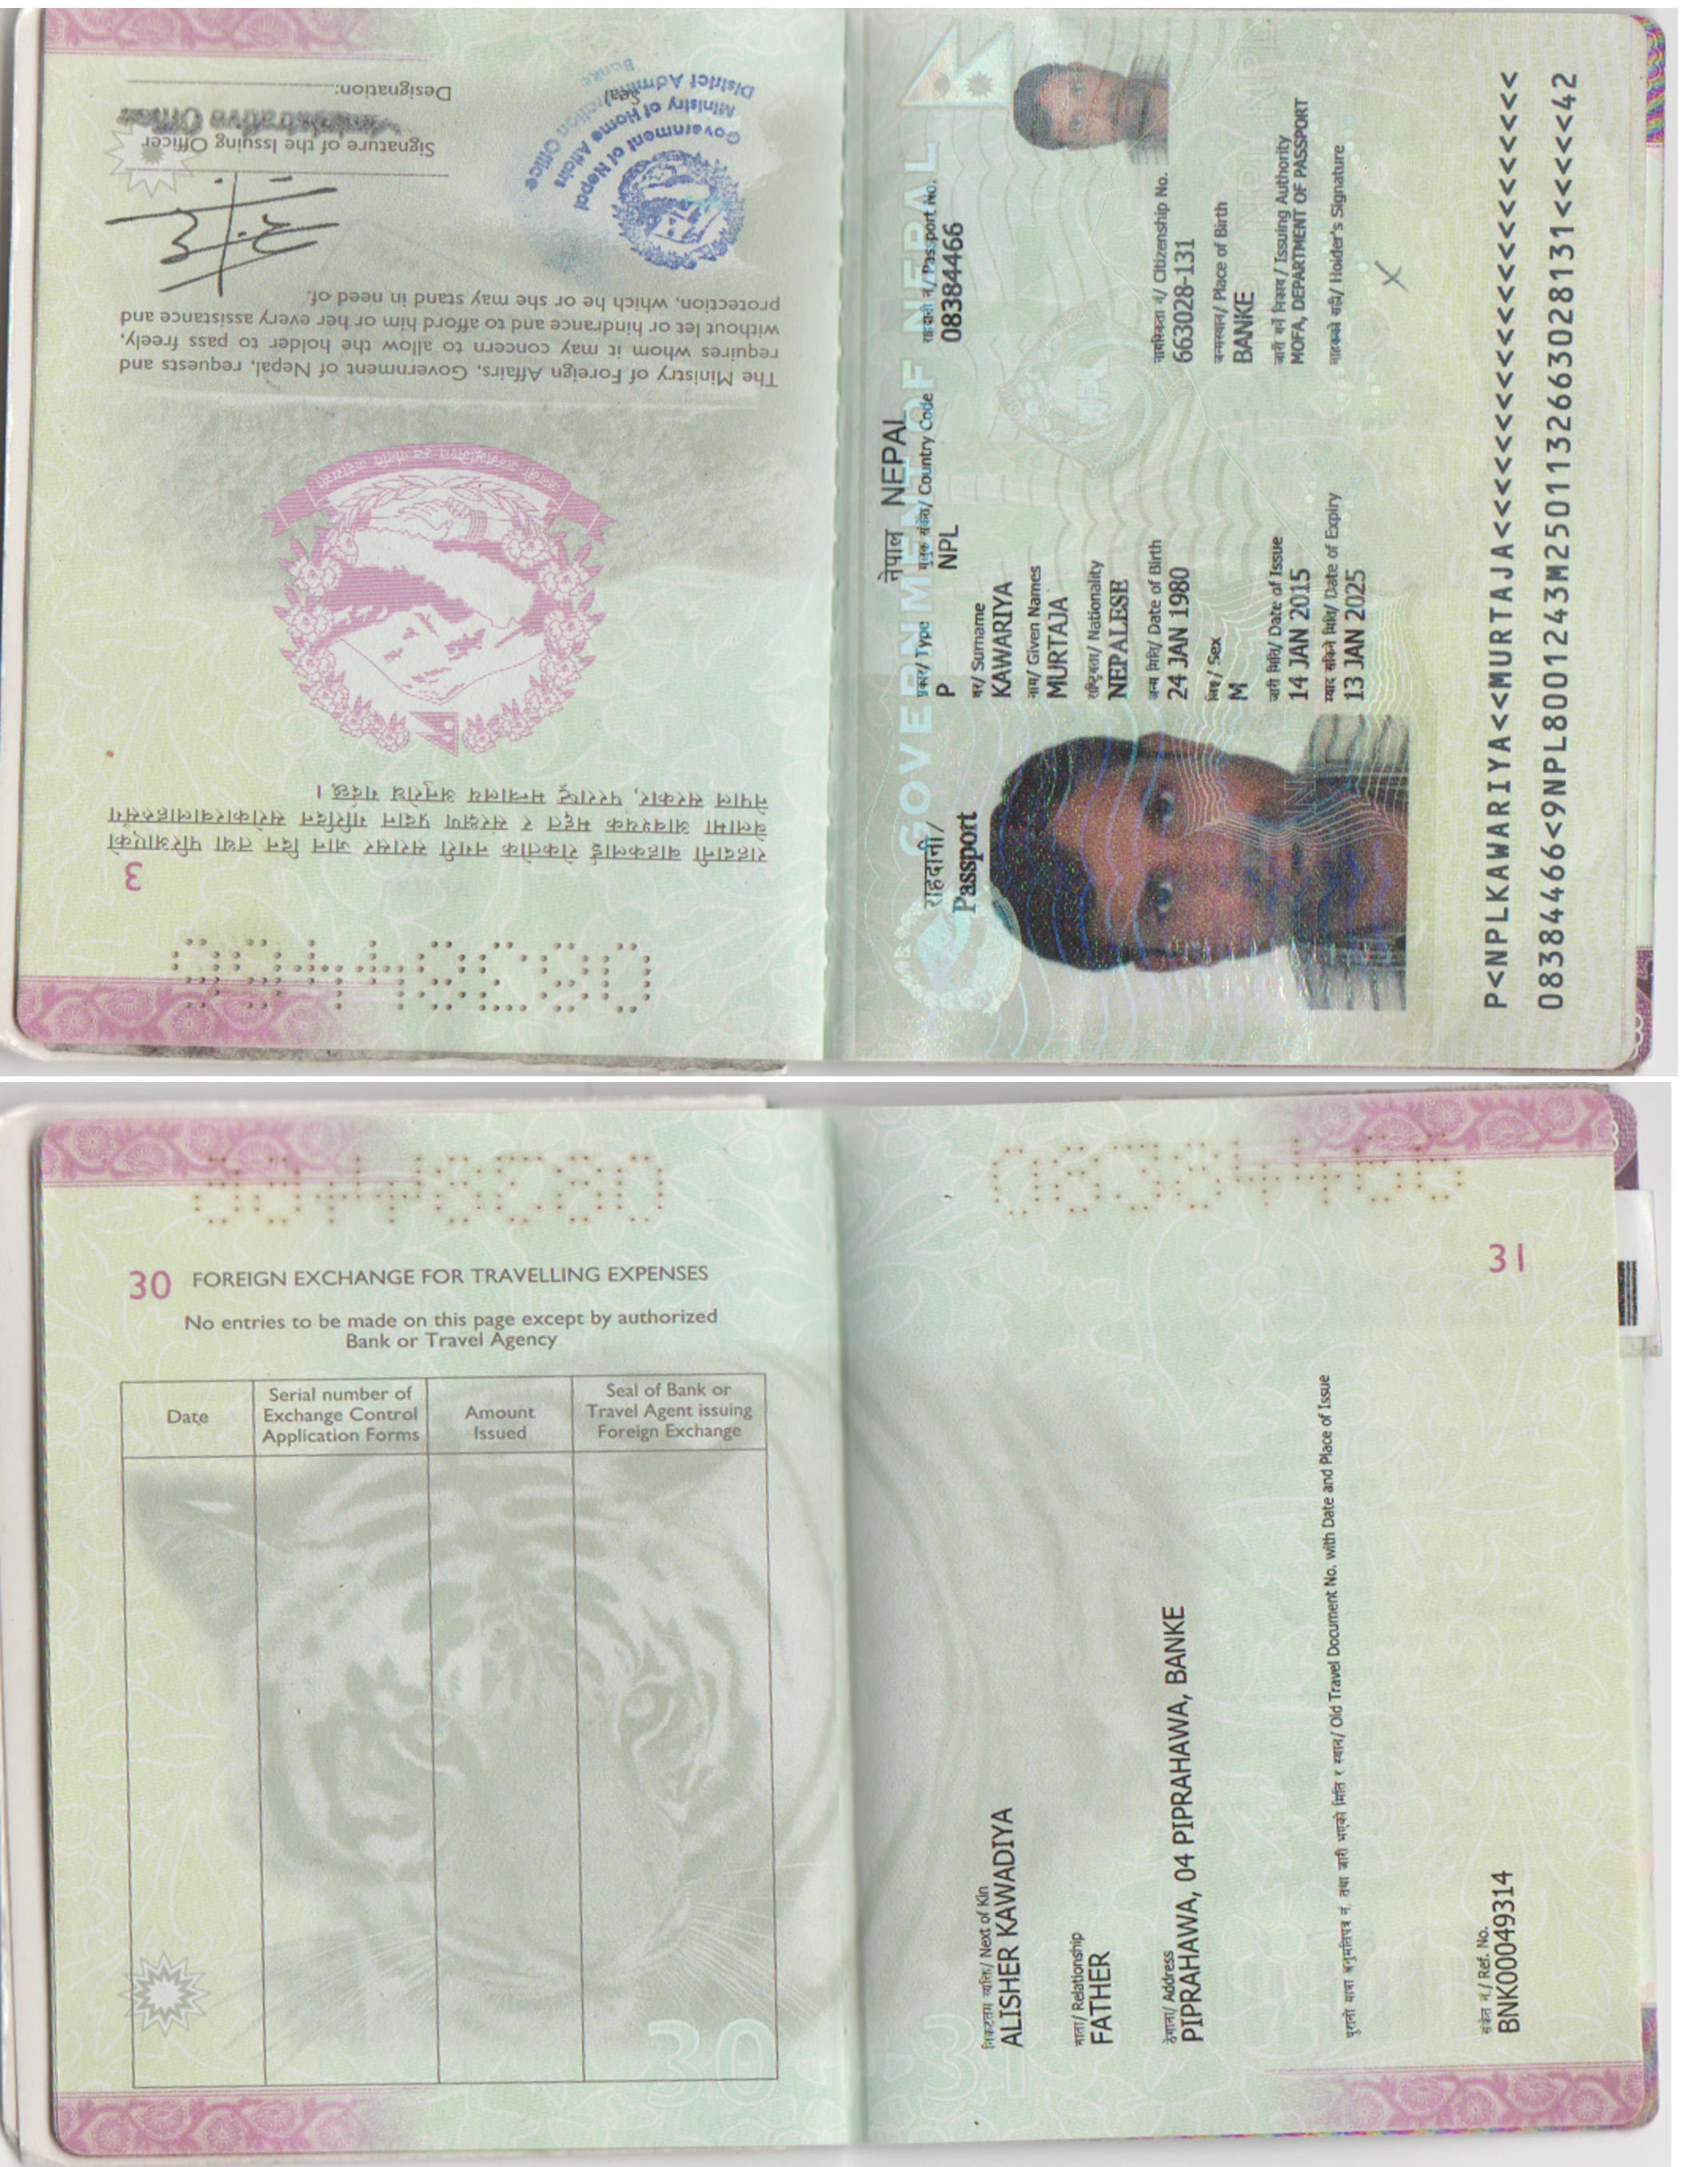 3
राहदानी वाहकलाई रोकतोक नगरी सरासर जान दिन तथा परिआएको
बेलामा आवश्यक मद्दत र संरक्षण प्रदान गरिदिन सरोकारवालाहरुसंग
नेपाल सरकार, परराष्ट्र मन्त्रालय अनुरोध गर्दछ ।
The Ministry of Foreign Affairs, Government of Nepal, requests and
requires whom it may concern to allow the holder to pass freely,
without let or hindrance and to afford him or her every assistance and
protection, which he or she may stand in need of.
Signature of the Issuing Officer
Administrative Officer
Designation:
Seal
Government of Nepal
Ministry of Home Affairs
District Administration Office
Banke
08384466
GOVERNMENT OF NEPAL
नेपाल NEPAL
राहदानी/
Passport
प्रकार/ Type
P
मुलुक संकेत/ Country Code
NPL
राहदानी नं/ Passport No.
08384466
थर/ Surname
KAWARIYA
नाम/ Given Names
MURTAJA
राष्ट्रियता/ Nationality
NEPALESE
जन्म मिति/ Date of Birth
24 JAN 1980
नागरिकता नं/ Citizenship No.
663028-131
लिङ्ग/ Sex
M
जन्मस्थान/ Place of Birth
BANKE
जारी मिति/ Date of Issue
14 JAN 2015
जारी गर्ने निकाय/ Issuing Authority
MOFA, DEPARTMENT OF PASSPORT
म्याद सकिने मिति/ Date of Expiry
13 JAN 2025
वाहकको सही/ Holder's Signature
P<NPLKAWARIYA<<MURTAJA<<<<<<<<<<<<<<<<<<<<<<
08384466<9NPL8001243M25011326630281​31<<<<<42
08384466
08384466
30 FOREIGN EXCHANGE FOR TRAVELLING EXPENSES
No entries to be made on this page except by authorized
Bank or Travel Agency
Date
Serial number of
Exchange Control
Application Forms
Amount
Issued
Seal of Bank or
Travel Agent issuing
Foreign Exchange
30
31
31
निकटतम व्यक्ति/ Next of Kin
ALISHER KAWADIYA
नाता/ Relationship
FATHER
ठेगाना/ Address
PIPRAHAWA, 04 PIPRAHAWA, BANKE
पुरानो यात्रा अनुमतिपत्र नं. तथा जारी भएको मिति र स्थान/ Old Travel Document No. with Date and Place of Issue
संकेत नं/ Ref. No.
BNK00049314